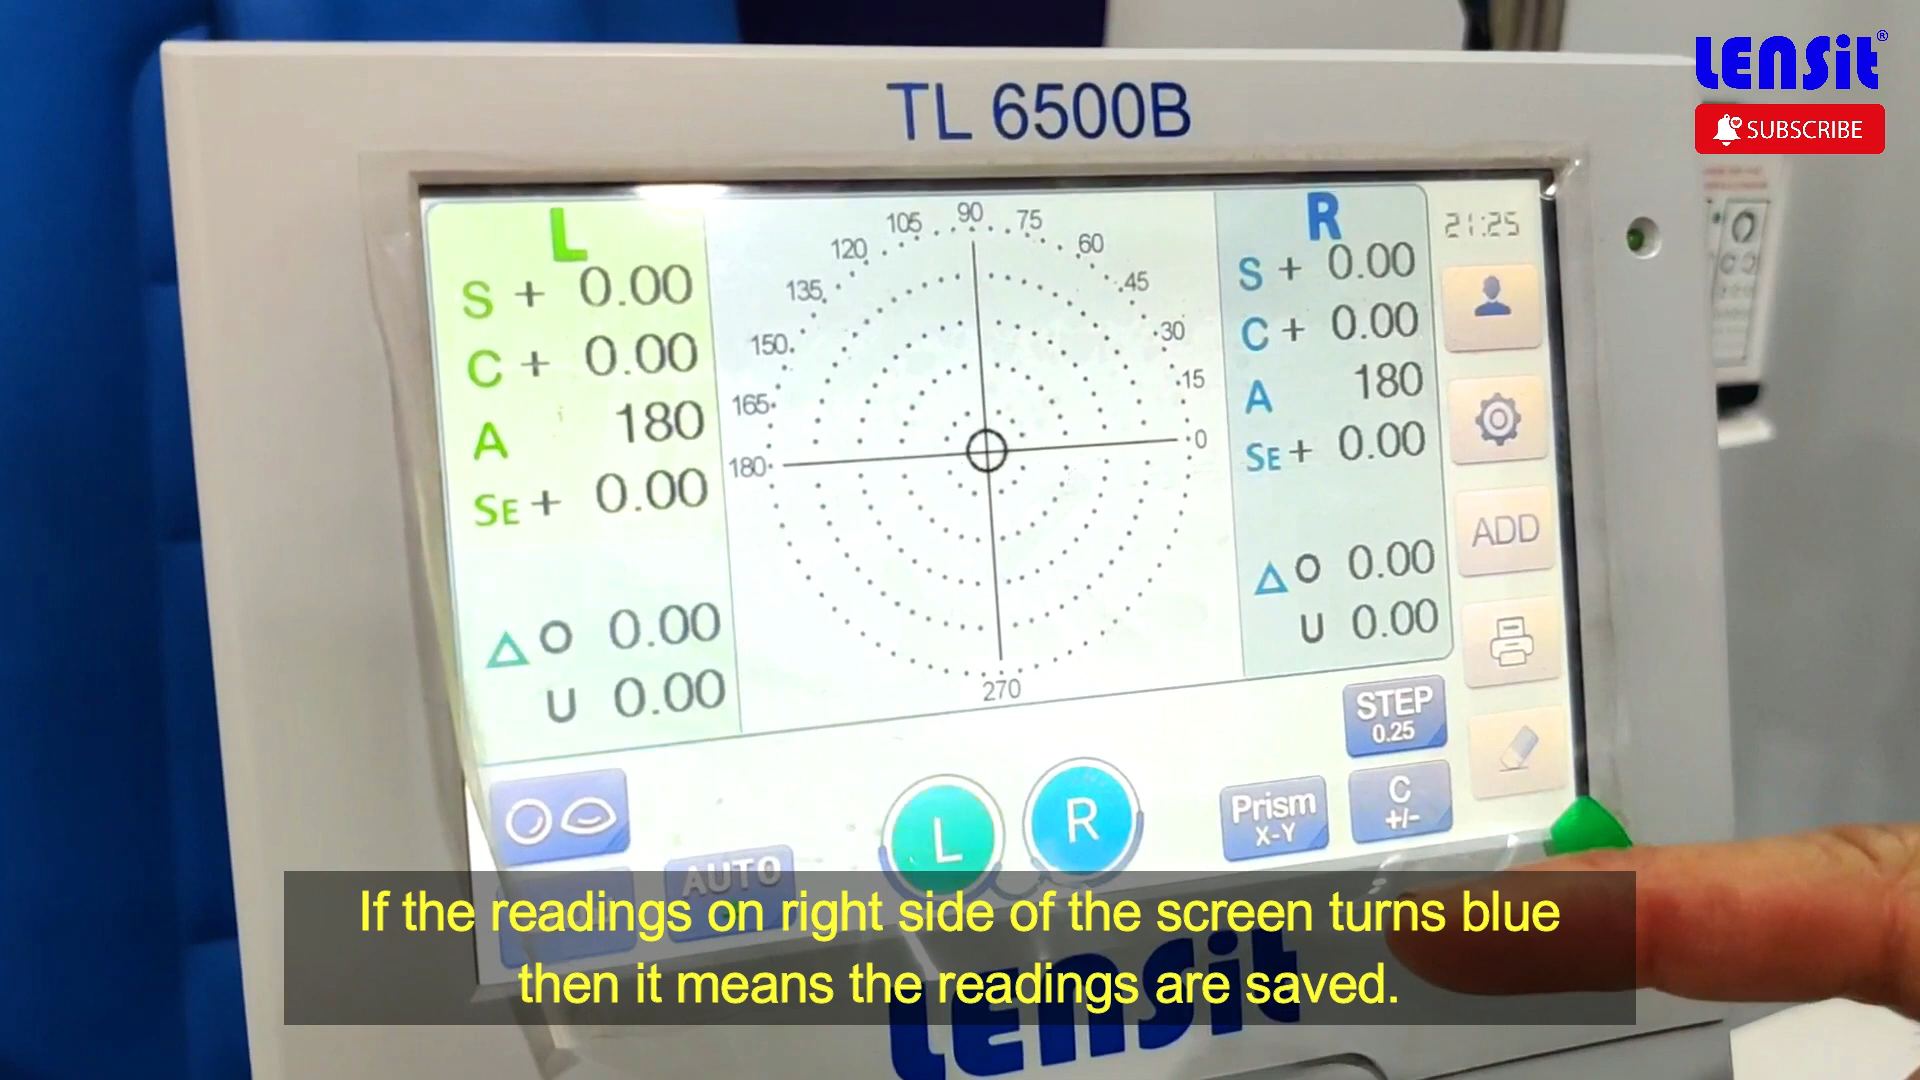 LENSit®
SUBSCRIBE
TL 6500B
L
S + 0.00
C + 0.00
A 180
SE + 0.00
△ O 0.00
U 0.00
90
105
75
120
60
135
45
150
30
165
15
180
0
270
R
S + 0.00
C + 0.00
A 180
SE + 0.00
△ O 0.00
U 0.00
21:25
ADD
STEP
0.25
L
R
Prism
X-Y
C
+/-
AUTO
If the readings on right side of the screen turns blue
then it means the readings are saved.
LENSit